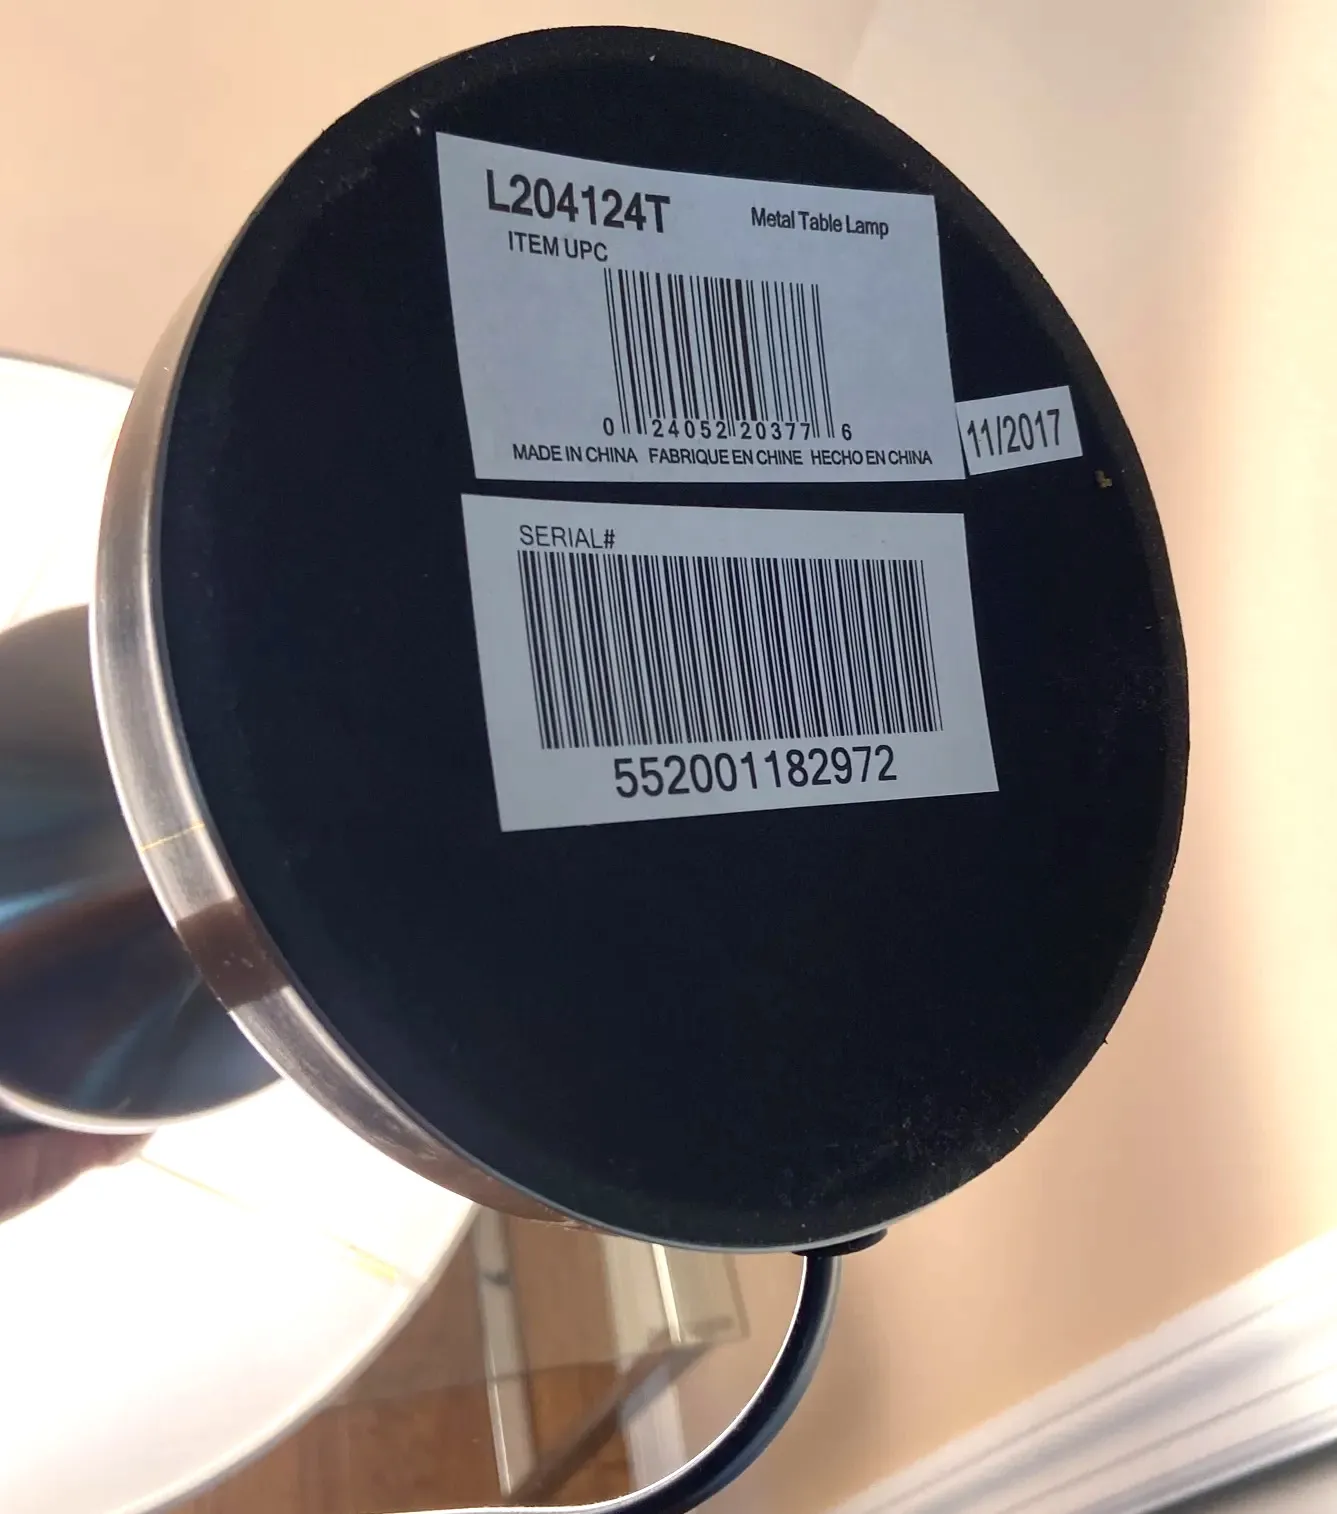 L204124T
Metal Table Lamp
ITEM UPC
0 24052 20377 6
MADE IN CHINA FABRIQUE EN CHINE HECHO EN CHINA
11/2017
SERIAL#
552001182972